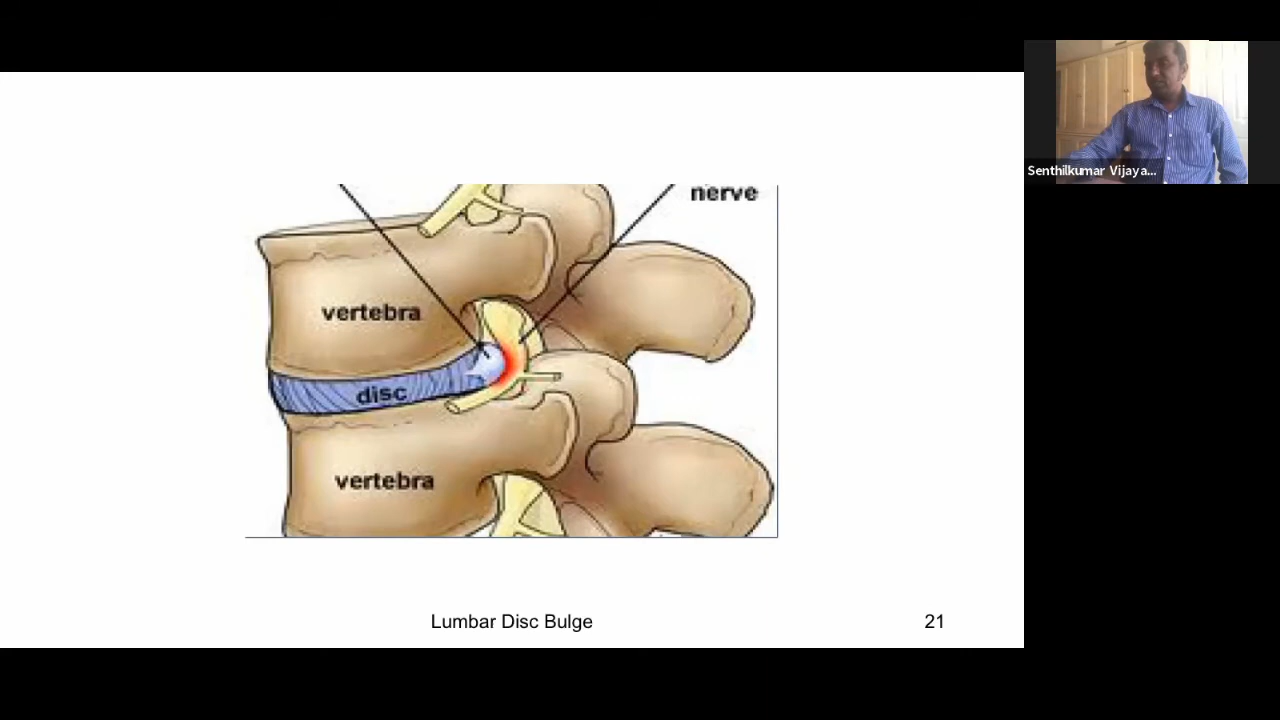 Senthilkumar Vijaya...
nerve
vertebra
disc
vertebra
Lumbar Disc Bulge
21